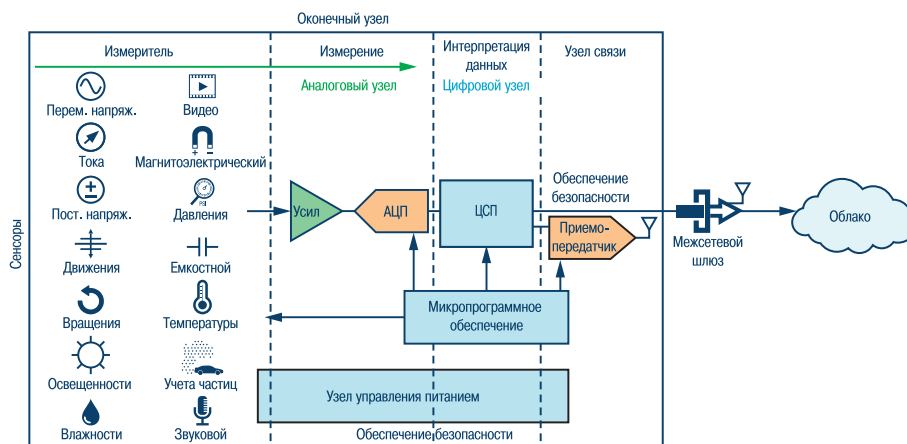 Оконечный узел
Измеритель
Измерение
Интерпретация
данных
Узел связи
Аналоговый узел
Цифровой узел
Сенсоры
Перем. напряж.
Видео
Тока
Магнитоэлектрический
+ −
PSI
Пост. напряж.
Давления
Движения
Емкостной
Вращения
Температуры
Освещенности
Учета частиц
Влажности
Звуковой
Усил
АЦП
ЦСП
Обеспечение
безопасности
Приемо-
передатчик
Межсетевой
шлюз
Облако
Микропрограммное
обеспечение
Узел управления питанием
Обеспечение безопасности